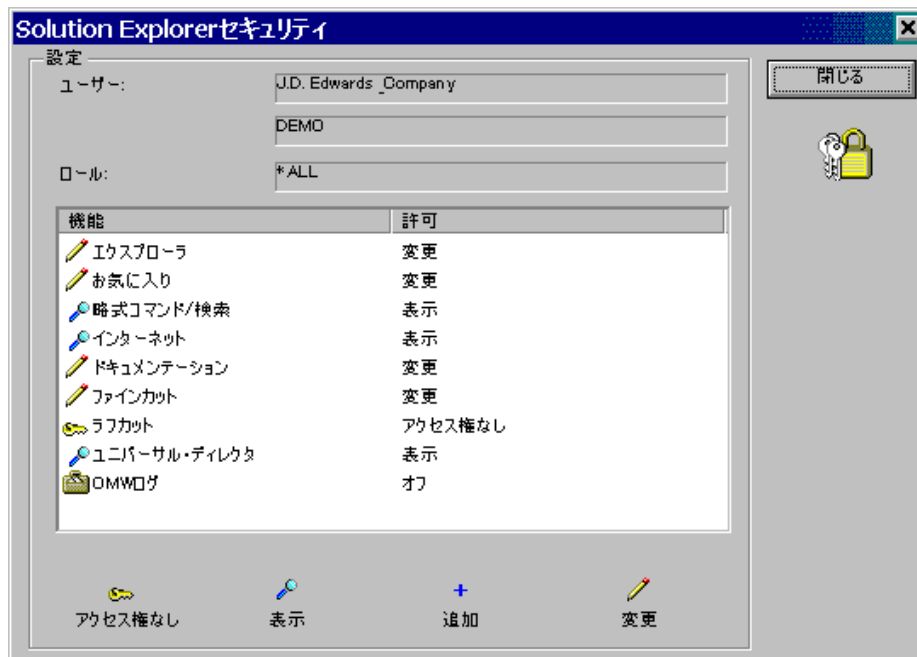 Solution Explorerセキュリティ
設定
ユーザー: J.D. Edwards _Company
閉じる
DEMO
ロール: *ALL
機能 許可
エクスプローラ 変更
お気に入り 変更
略式コマンド/検索 表示
インターネット 表示
ドキュメンテーション 変更
ファインカット 変更
ラフカット アクセス権なし
ユニバーサル・ディレクタ 表示
OMWログ オフ
アクセス権なし 表示 追加 変更